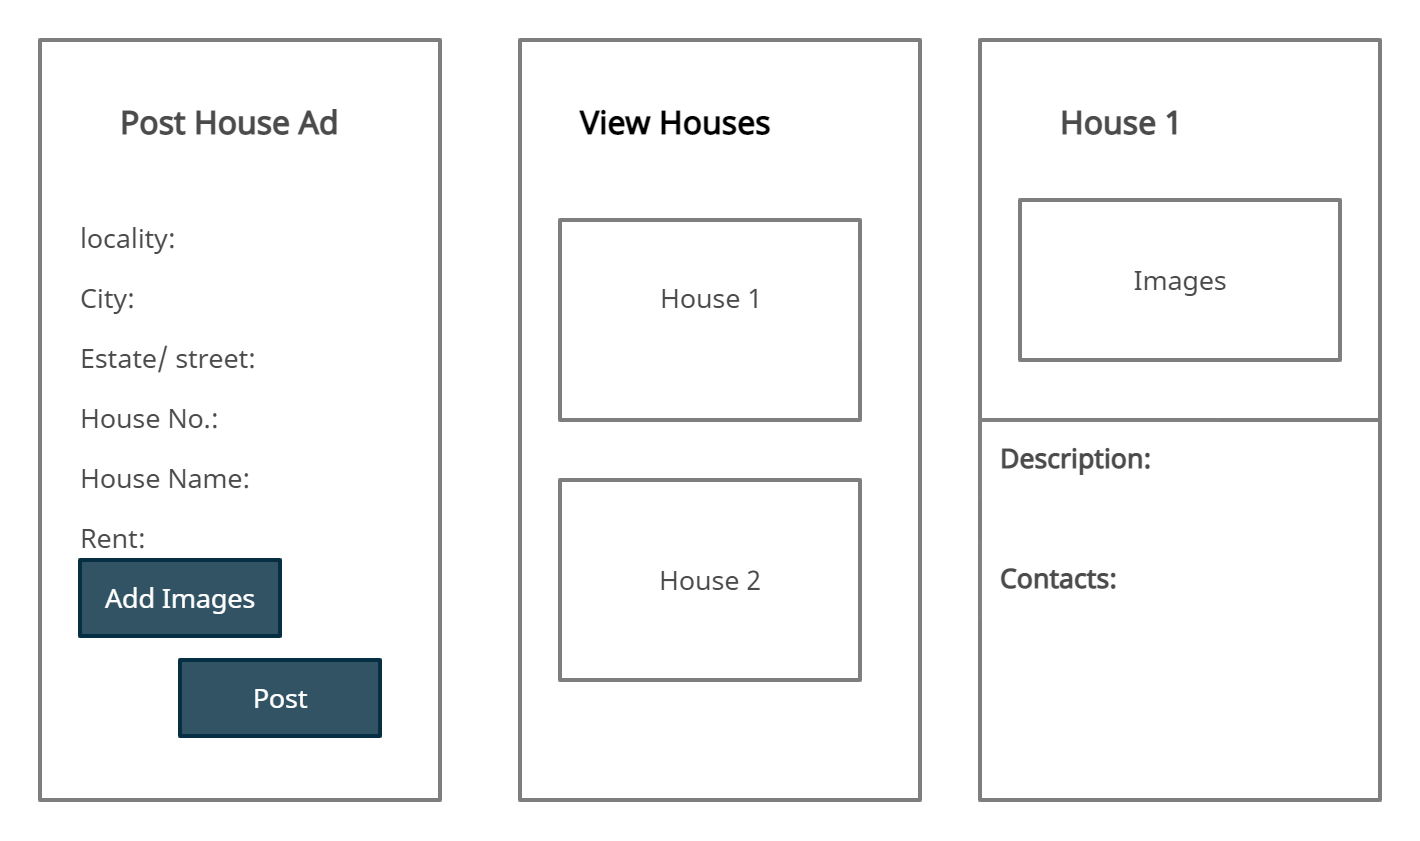 Post House Ad
locality:
City:
Estate/ street:
House No.:
House Name:
Rent:
Add Images
Post
View Houses
House 1
House 2
House 1
Images
Description:
Contacts: